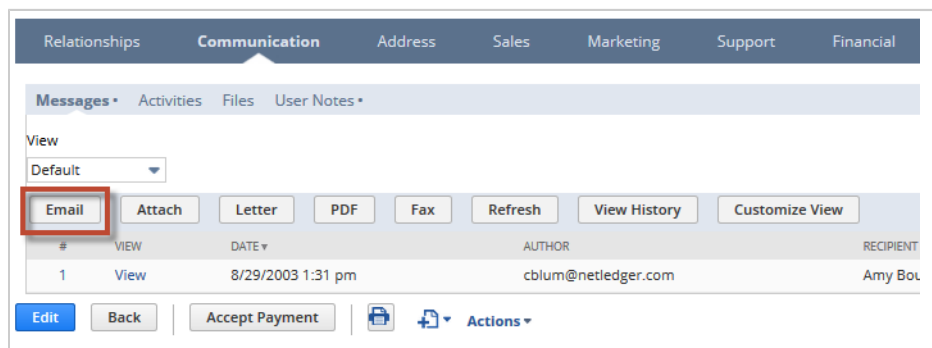 Relationships Communication Address Sales Marketing Support Financial
Messages • Activities Files User Notes •
View
Default
Email Attach Letter PDF Fax Refresh View History Customize View
# VIEW DATE AUTHOR RECIPIENT
1 View 8/29/2003 1:31 pm cblum@netledger.com Amy Bou
Edit Back Accept Payment Actions